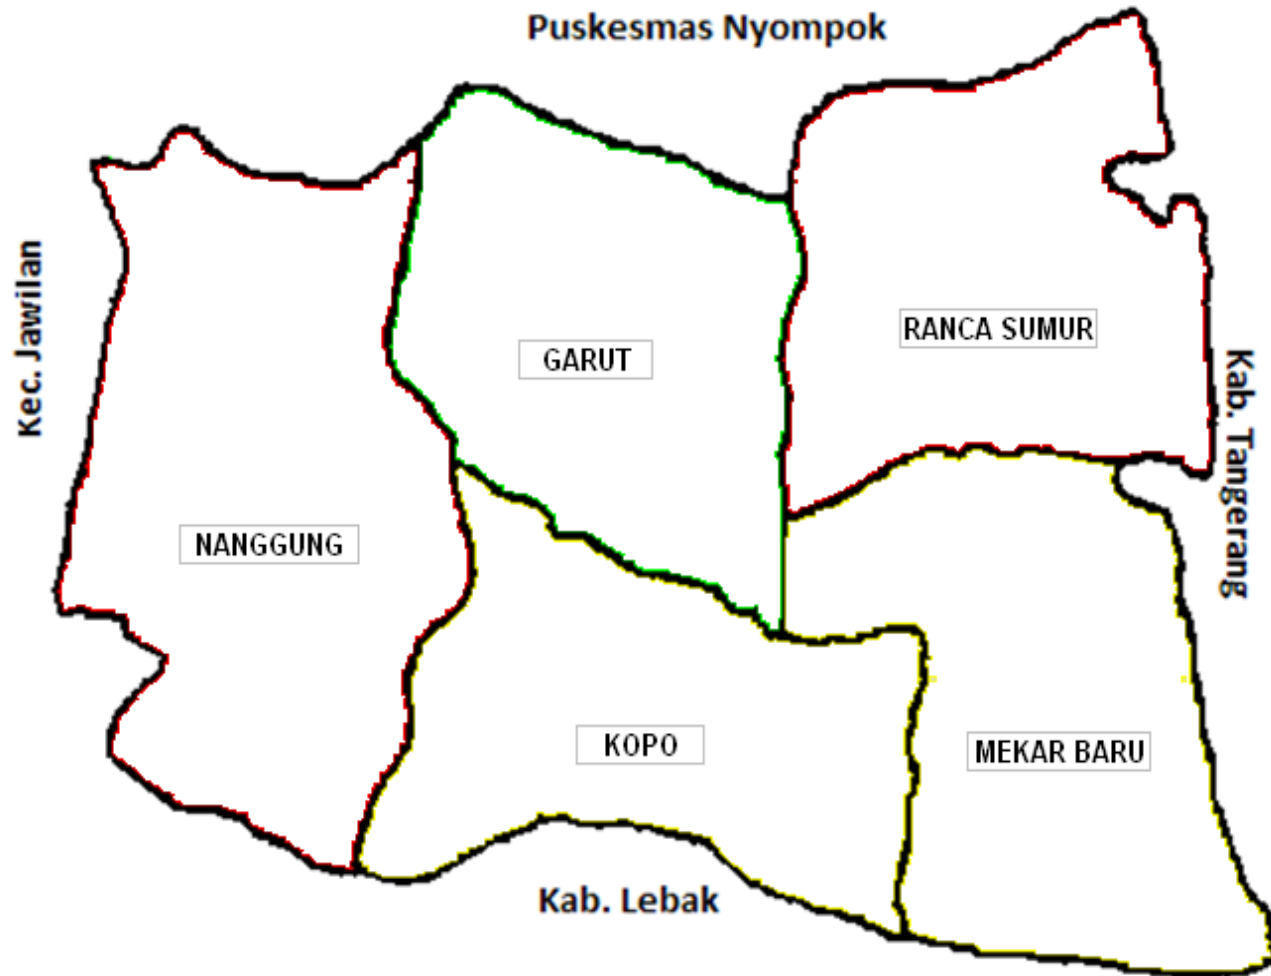 Puskesmas Nyompok
Kec. Jawilan
RANCA SUMUR
GARUT
Kab. Tangerang
NANGGUNG
KOPO
MEKAR BARU
Kab. Lebak